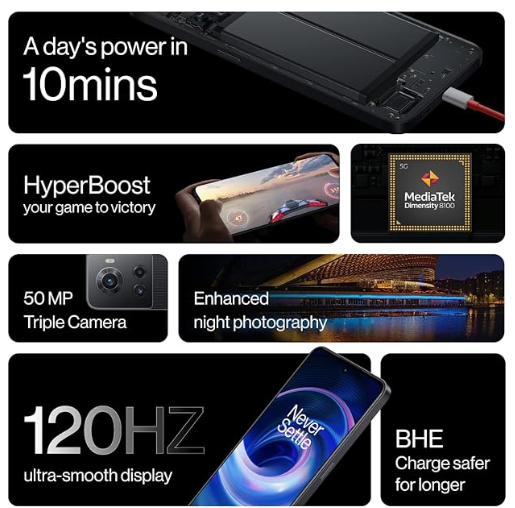 A day's power in
10mins
HyperBoost
your game to victory
5G
MediaTek
Dimensity 8100
50 MP
Triple Camera
Enhanced
night photography
120HZ
ultra-smooth display
Never
Settle
BHE
Charge safer
for longer